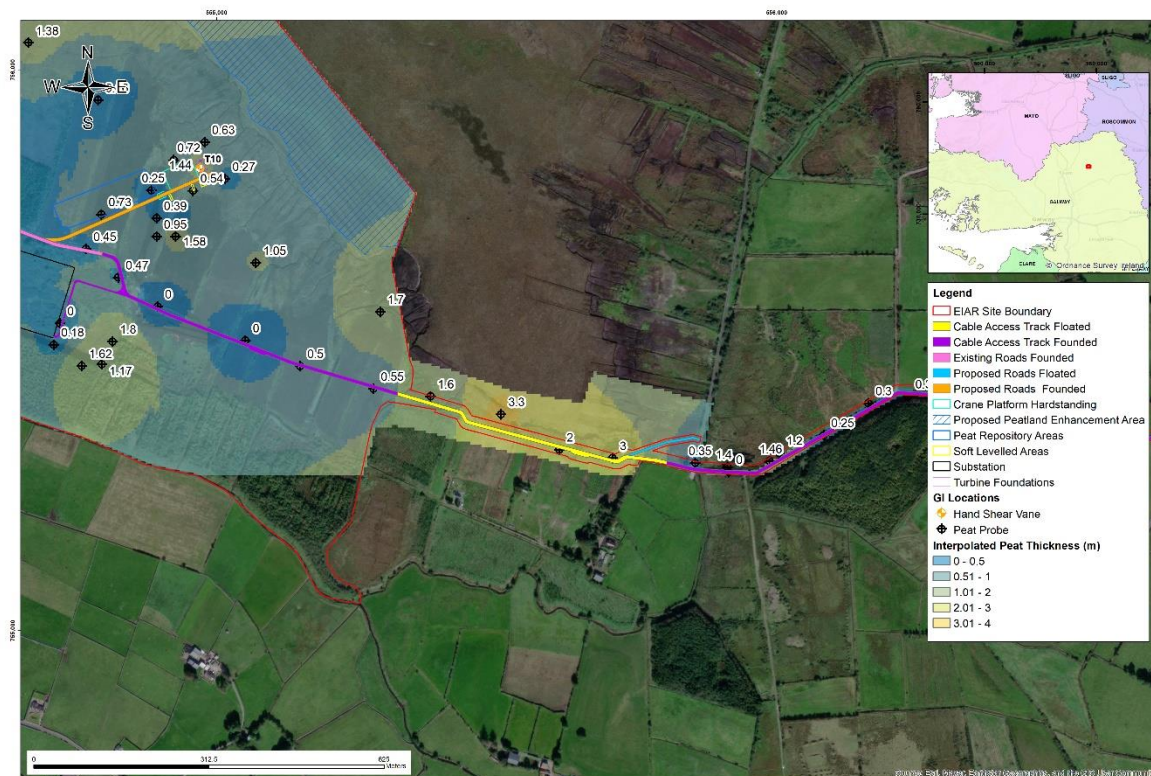 555,000
556,000
756,000
755,000
N
W E
S
1.38
0.63
0.72
T10
1.44
0.27
0.25
0.54
0.73
0.39
0.95
1.58
0.45
1.05
0.47
0
1.7
0
0.18
1.8
0
1.62
1.17
0.5
0.55
1.6
3.3
2
3
0.35
1.4
0
1.46
1.2
0.25
0.3
SLIGO
SLIGO
MAYO
ROSCOMMON
GALWAY
Galway
CLARE
© Ordnance Survey Ireland
Legend
EIAR Site Boundary
Cable Access Track Floated
Cable Access Track Founded
Existing Roads Founded
Proposed Roads Floated
Proposed Roads Founded
Crane Platform Hardstanding
Proposed Peatland Enhancement Area
Peat Repository Areas
Soft Levelled Areas
Substation
Turbine Foundations
GI Locations
Hand Shear Vane
Peat Probe
Interpolated Peat Thickness (m)
0 - 0.5
0.51 - 1
1.01 - 2
2.01 - 3
3.01 - 4
0 312.5 625
Meters